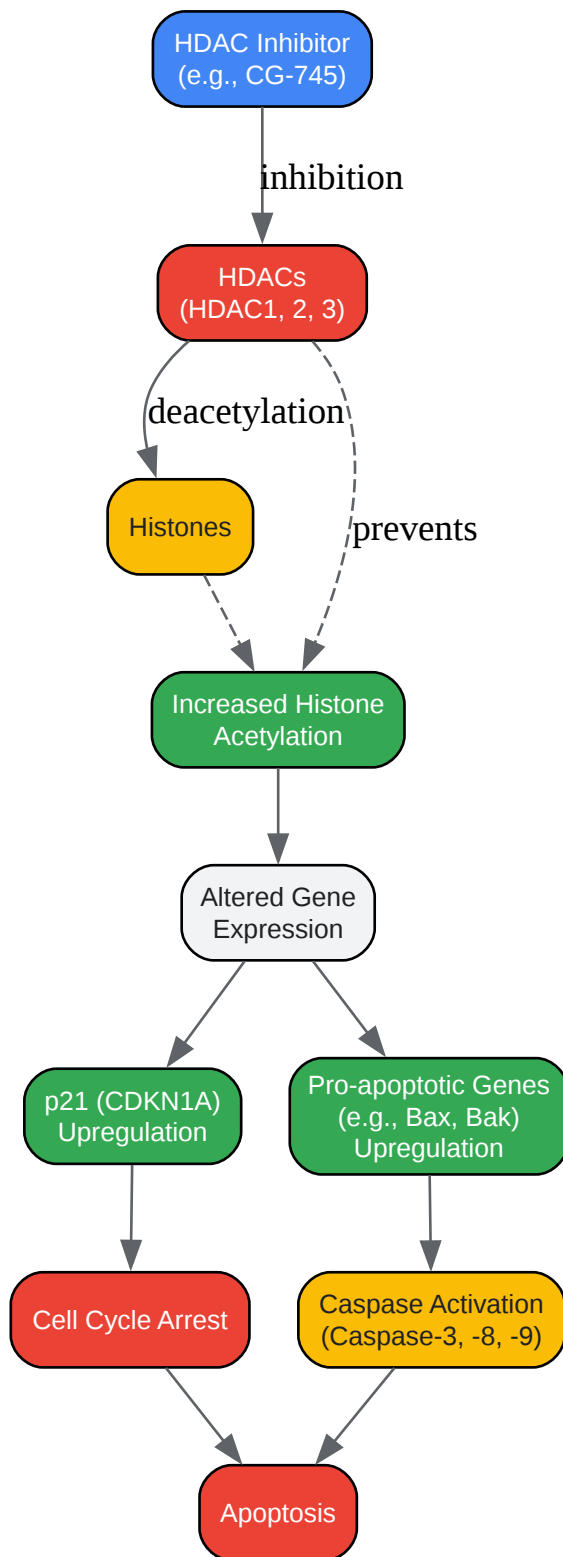 HDAC Inhibitor
(e.g., CG-745)
inhibition
HDACs
(HDAC1, 2, 3)
deacetylation
Histones
prevents
Increased Histone
Acetylation
Altered Gene
Expression
p21 (CDKN1A)
Upregulation
Pro-apoptotic Genes
(e.g., Bax, Bak)
Upregulation
Cell Cycle Arrest
Caspase Activation
(Caspase-3, -8, -9)
Apoptosis